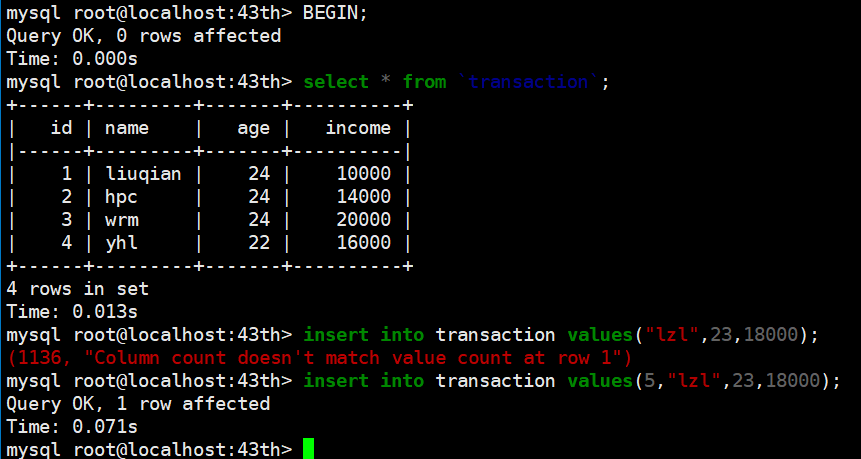 mysql root@localhost:43th> BEGIN;
Query OK, 0 rows affected
Time: 0.000s
mysql root@localhost:43th> select * from `transaction`;
+------+---------+-------+----------+
|   id | name    |   age |   income |
|------+---------+-------+----------|
|    1 | liuqian |    24 |    10000 |
|    2 | hpc     |    24 |    14000 |
|    3 | wrm     |    24 |    20000 |
|    4 | yhl     |    22 |    16000 |
+------+---------+-------+----------+
4 rows in set
Time: 0.013s
mysql root@localhost:43th> insert into transaction values("lzl",23,18000);
(1136, "Column count doesn't match value count at row 1")
mysql root@localhost:43th> insert into transaction values(5,"lzl",23,18000);
Query OK, 1 row affected
Time: 0.071s
mysql root@localhost:43th>